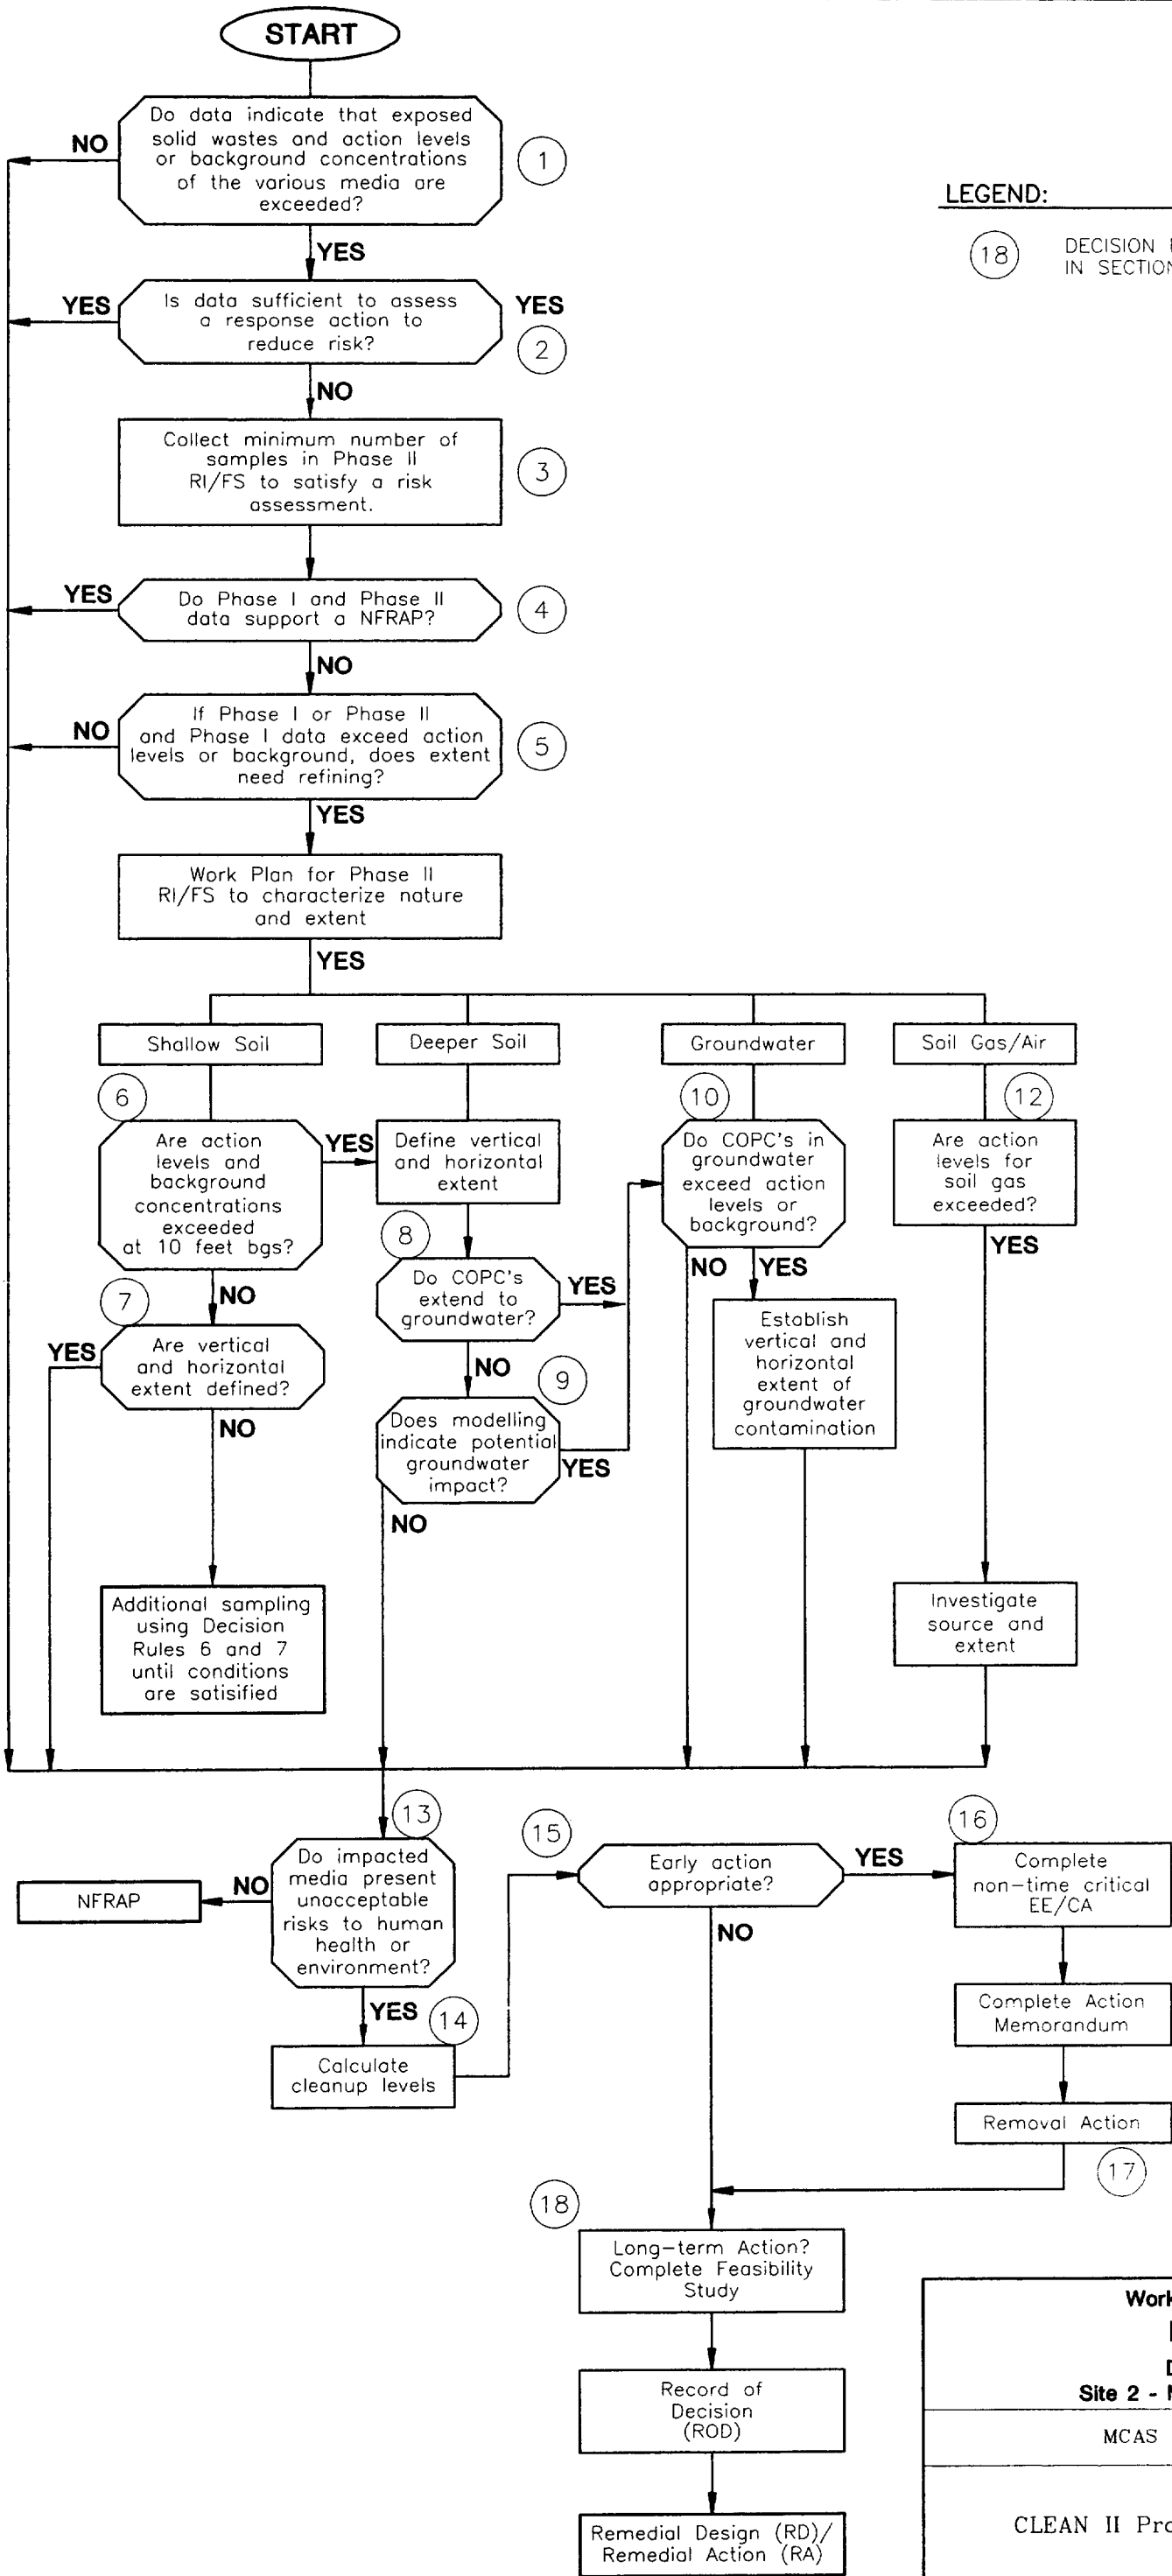 START
Do data indicate that exposed
solid wastes and action levels
or background concentrations
of the various media are
exceeded?
NO
1
YES
LEGEND:
18
DECISION
IN SECTION
Is data sufficient to assess
a response action to
reduce risk?
YES
YES
2
NO
Collect minimum number of
samples in Phase II
RI/FS to satisfy a risk
assessment.
3
Do Phase I and Phase II
data support a NFRAP?
YES
4
NO
If Phase I or Phase II
and Phase I data exceed action
levels or background, does extent
need refining?
NO
5
YES
Work Plan for Phase II
RI/FS to characterize nature
and extent
YES
Shallow Soil
Deeper Soil
Groundwater
Soil Gas/Air
6
Are action
levels and
background
concentrations
exceeded
at 10 feet bgs?
YES
NO
Define vertical
and horizontal
extent
10
Do COPC's in
groundwater
exceed action
levels or
background?
NO
YES
12
Are action
levels for
soil gas
exceeded?
YES
8
Do COPC's
extend to
groundwater?
YES
NO
7
Are vertical
and horizontal
extent defined?
YES
NO
9
Does modelling
indicate potential
groundwater
impact?
YES
NO
Establish
vertical and
horizontal
extent of
groundwater
contamination
Additional sampling
using Decision
Rules 6 and 7
until conditions
are satisified
Investigate
source and
extent
13
Do impacted
media present
unacceptable
risks to human
health or
environment?
NO
NFRAP
YES
14
Calculate
cleanup levels
15
Early action
appropriate?
YES
NO
16
Complete
non-time critical
EE/CA
Complete Action
Memorandum
Removal Action
17
18
Long-term Action?
Complete Feasibility
Study
Record of
Decision
(ROD)
Remedial Design (RD)/
Remedial Action (RA)
Work
Site 2 -
MCAS
CLEAN II Pro